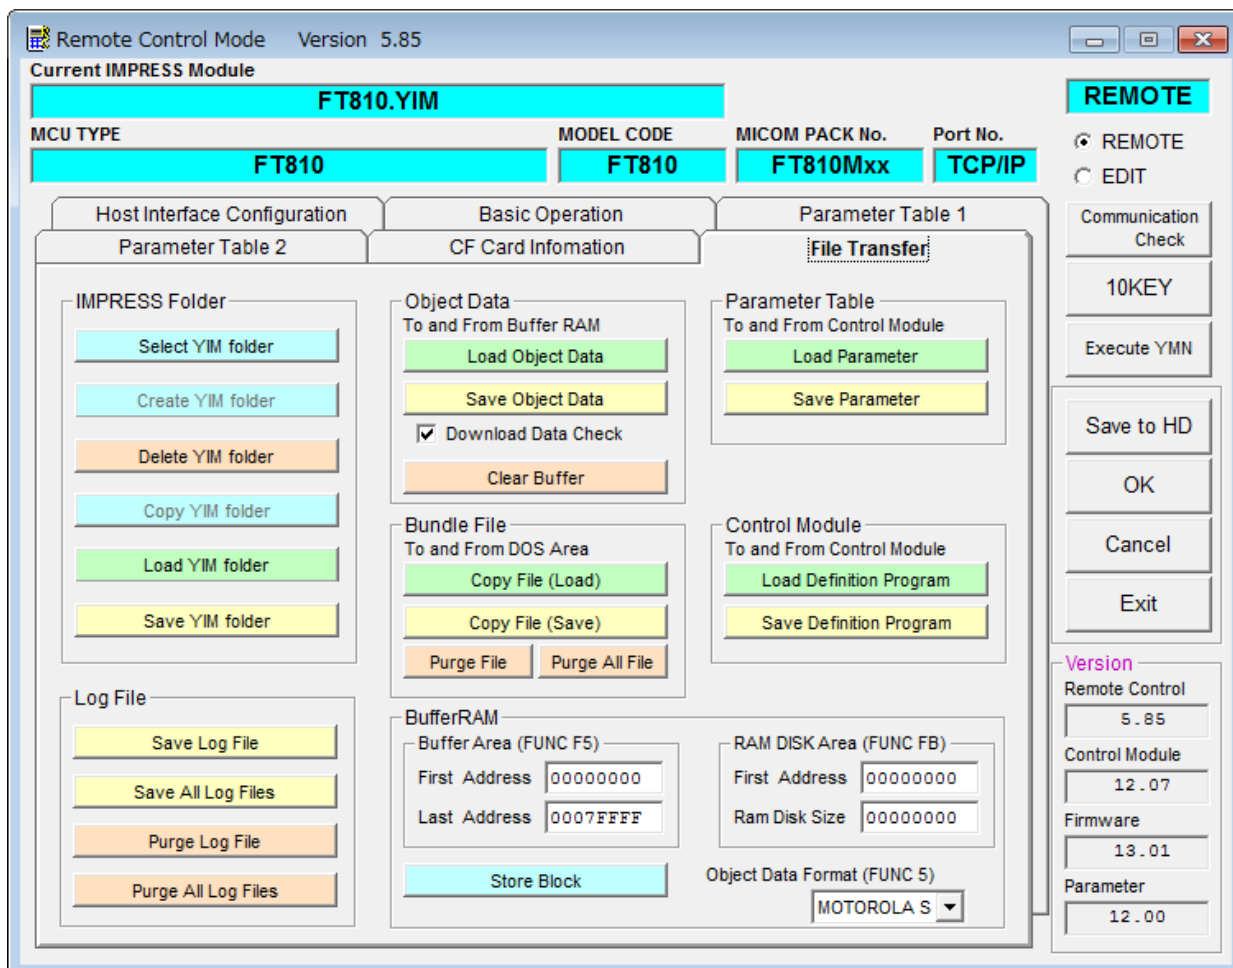 Remote Control Mode Version 5.85
Current IMPRESS Module
FT810.YIM
REMOTE
MCU TYPE
MODEL CODE
MICOM PACK No.
Port No.
FT810
FT810
FT810Mxx
TCP/IP
REMOTE
EDIT
Host Interface Configuration
Basic Operation
Parameter Table 1
Parameter Table 2
CF Card Infomation
File Transfer
IMPRESS Folder
Select YIM folder
Create YIM folder
Delete YIM folder
Copy YIM folder
Load YIM folder
Save YIM folder
Log File
Save Log File
Save All Log Files
Purge Log File
Purge All Log Files
Object Data
To and From Buffer RAM
Load Object Data
Save Object Data
Download Data Check
Clear Buffer
Bundle File
To and From DOS Area
Copy File (Load)
Copy File (Save)
Purge File
Purge All File
Parameter Table
To and From Control Module
Load Parameter
Save Parameter
Control Module
To and From Control Module
Load Definition Program
Save Definition Program
BufferRAM
Buffer Area (FUNC F5)
First Address 00000000
Last Address 0007FFFF
RAM DISK Area (FUNC FB)
First Address 00000000
Ram Disk Size 00000000
Store Block
Object Data Format (FUNC 5)
MOTOROLA S
Communication
Check
10KEY
Execute YMN
Save to HD
OK
Cancel
Exit
Version
Remote Control
5.85
Control Module
12.07
Firmware
13.01
Parameter
12.00